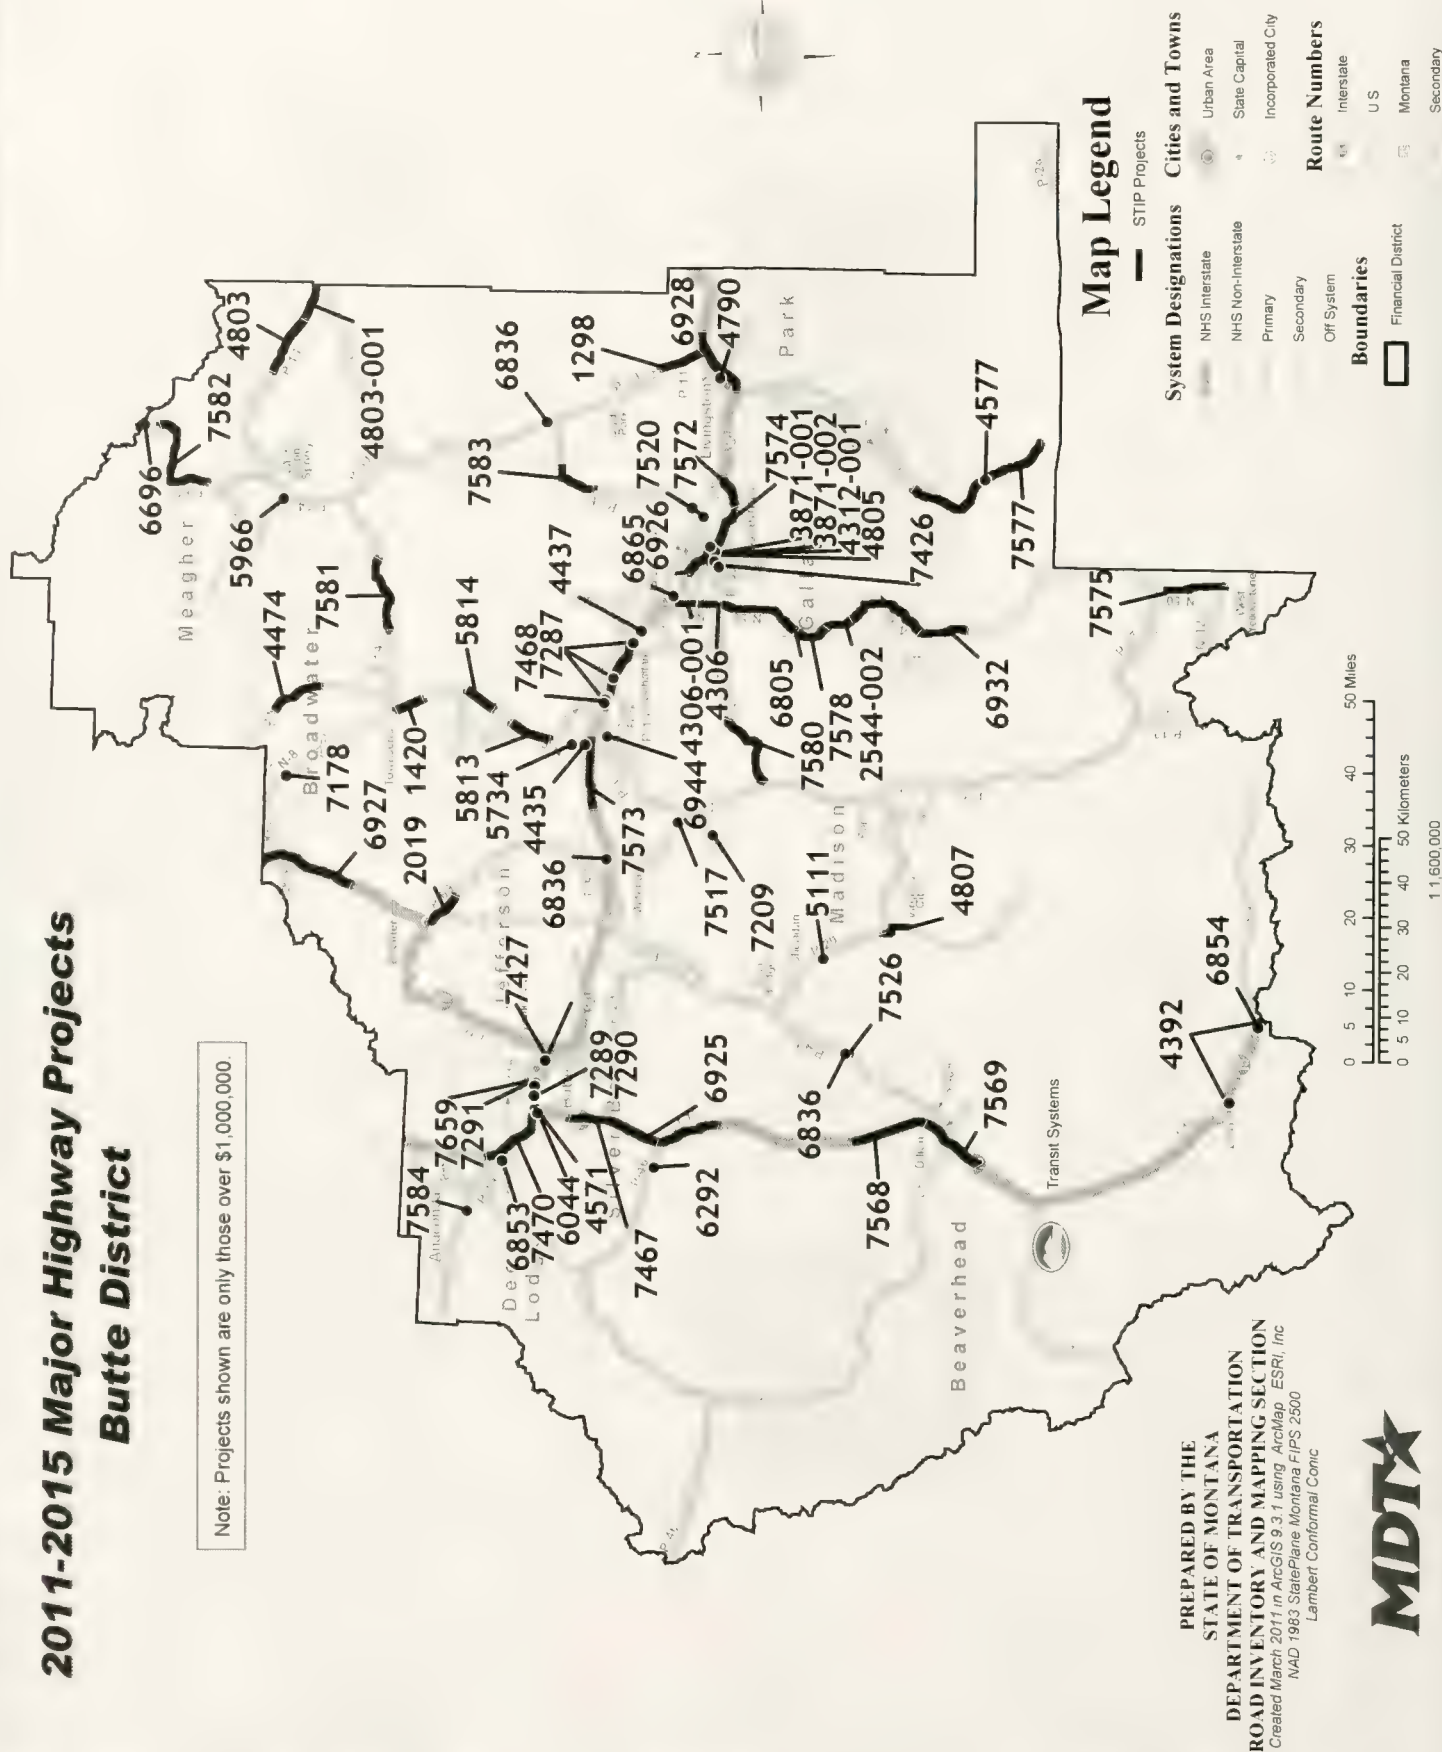 2011-2015 Major Highway Projects
Butte District
Note: Projects shown are only those over $1,000,000.
6696
7582
4803
4803-001
5966
Meagher
4474
7581
Broadwater
7178
6927
1420
2019
5814
5813
5734
4435
7573
6836
7583
6836
1298
6928
4790
Park
Livingston
7520
7572
6865
6926
4437
7468
7287
7574
3871-001
3871-002
4312-001
4805
7426
4577
7577
4306-001
4306
6944
6805
7580
7578
2544-002
6932
7575
7517
7209
5111
Madison
4807
7526
6836
Jefferson
7427
7659
7291
7289
7290
7584
6853
7470
6044
4571
7467
6925
6292
7568
7569
4392
6854
Beaverhead
Transit Systems
Map Legend
STIP Projects
System Designations
NHS Interstate
NHS Non-Interstate
Primary
Secondary
Off System
Boundaries
Financial District
Cities and Towns
Urban Area
State Capital
Incorporated City
Route Numbers
Interstate
U S
Montana
Secondary
0 5 10 20 30 40 50 Miles
0 5 10 20 30 40 50 Kilometers
1 1,600,000
PREPARED BY THE
STATE OF MONTANA
DEPARTMENT OF TRANSPORTATION
ROAD INVENTORY AND MAPPING SECTION
Created March 2011 in ArcGIS 9.3.1 using ArcMap ESRI, Inc
NAD 1983 StatePlane Montana FIPS 2500
Lambert Conformal Conic
MDT